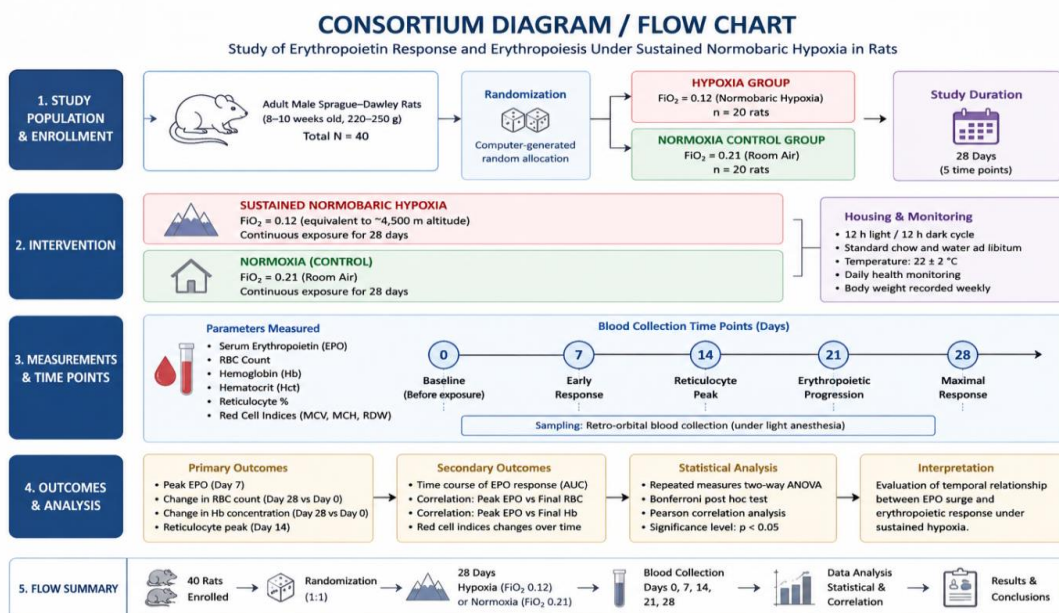 CONSORTIUM DIAGRAM / FLOW CHART
Study of Erythropoietin Response and Erythropoiesis Under Sustained Normobaric Hypoxia in Rats
1. STUDY
POPULATION
& ENROLLMENT
Adult Male Sprague–Dawley Rats
(8–10 weeks old, 220–250 g)
Total N = 40
Randomization
Computer-generated
random allocation
HYPOXIA GROUP
FiO₂ = 0.12 (Normobaric Hypoxia)
n = 20 rats
NORMOXIA CONTROL GROUP
FiO₂ = 0.21 (Room Air)
n = 20 rats
Study Duration
28 Days
(5 time points)
2. INTERVENTION
SUSTAINED NORMOBARIC HYPOXIA
FiO₂ = 0.12 (equivalent to ~4,500 m altitude)
Continuous exposure for 28 days
NORMOXIA (CONTROL)
FiO₂ = 0.21 (Room Air)
Continuous exposure for 28 days
Housing & Monitoring
• 12 h light / 12 h dark cycle
• Standard chow and water ad libitum
• Temperature: 22 ± 2 °C
• Daily health monitoring
• Body weight recorded weekly
3. MEASUREMENTS
& TIME POINTS
Parameters Measured
• Serum Erythropoietin (EPO)
• RBC Count
• Hemoglobin (Hb)
• Hematocrit (Hct)
• Reticulocyte %
• Red Cell Indices (MCV, MCH, RDW)
Blood Collection Time Points (Days)
0
Baseline
(Before exposure)
7
Early
Response
14
Reticulocyte
Peak
21
Erythropoietic
Progression
28
Maximal
Response
Sampling: Retro-orbital blood collection (under light anesthesia)
4. OUTCOMES
& ANALYSIS
Primary Outcomes
• Peak EPO (Day 7)
• Change in RBC count (Day 28 vs Day 0)
• Change in Hb concentration (Day 28 vs Day 0)
• Reticulocyte peak (Day 14)
Secondary Outcomes
• Time course of EPO response (AUC)
• Correlation: Peak EPO vs Final RBC
• Correlation: Peak EPO vs Final Hb
• Red cell indices changes over time
Statistical Analysis
• Repeated measures two-way ANOVA
• Bonferroni post hoc test
• Pearson correlation analysis
• Significance level: p < 0.05
Interpretation
Evaluation of temporal relationship
between EPO surge and
erythropoietic response under
sustained hypoxia.
5. FLOW SUMMARY
40 Rats
Enrolled
Randomization
(1:1)
28 Days
Hypoxia (FiO₂ 0.12)
or Normoxia (FiO₂ 0.21)
Blood Collection
Days 0, 7, 14,
21, 28
Data Analysis
Statistical &
Correlation
Results &
Conclusions